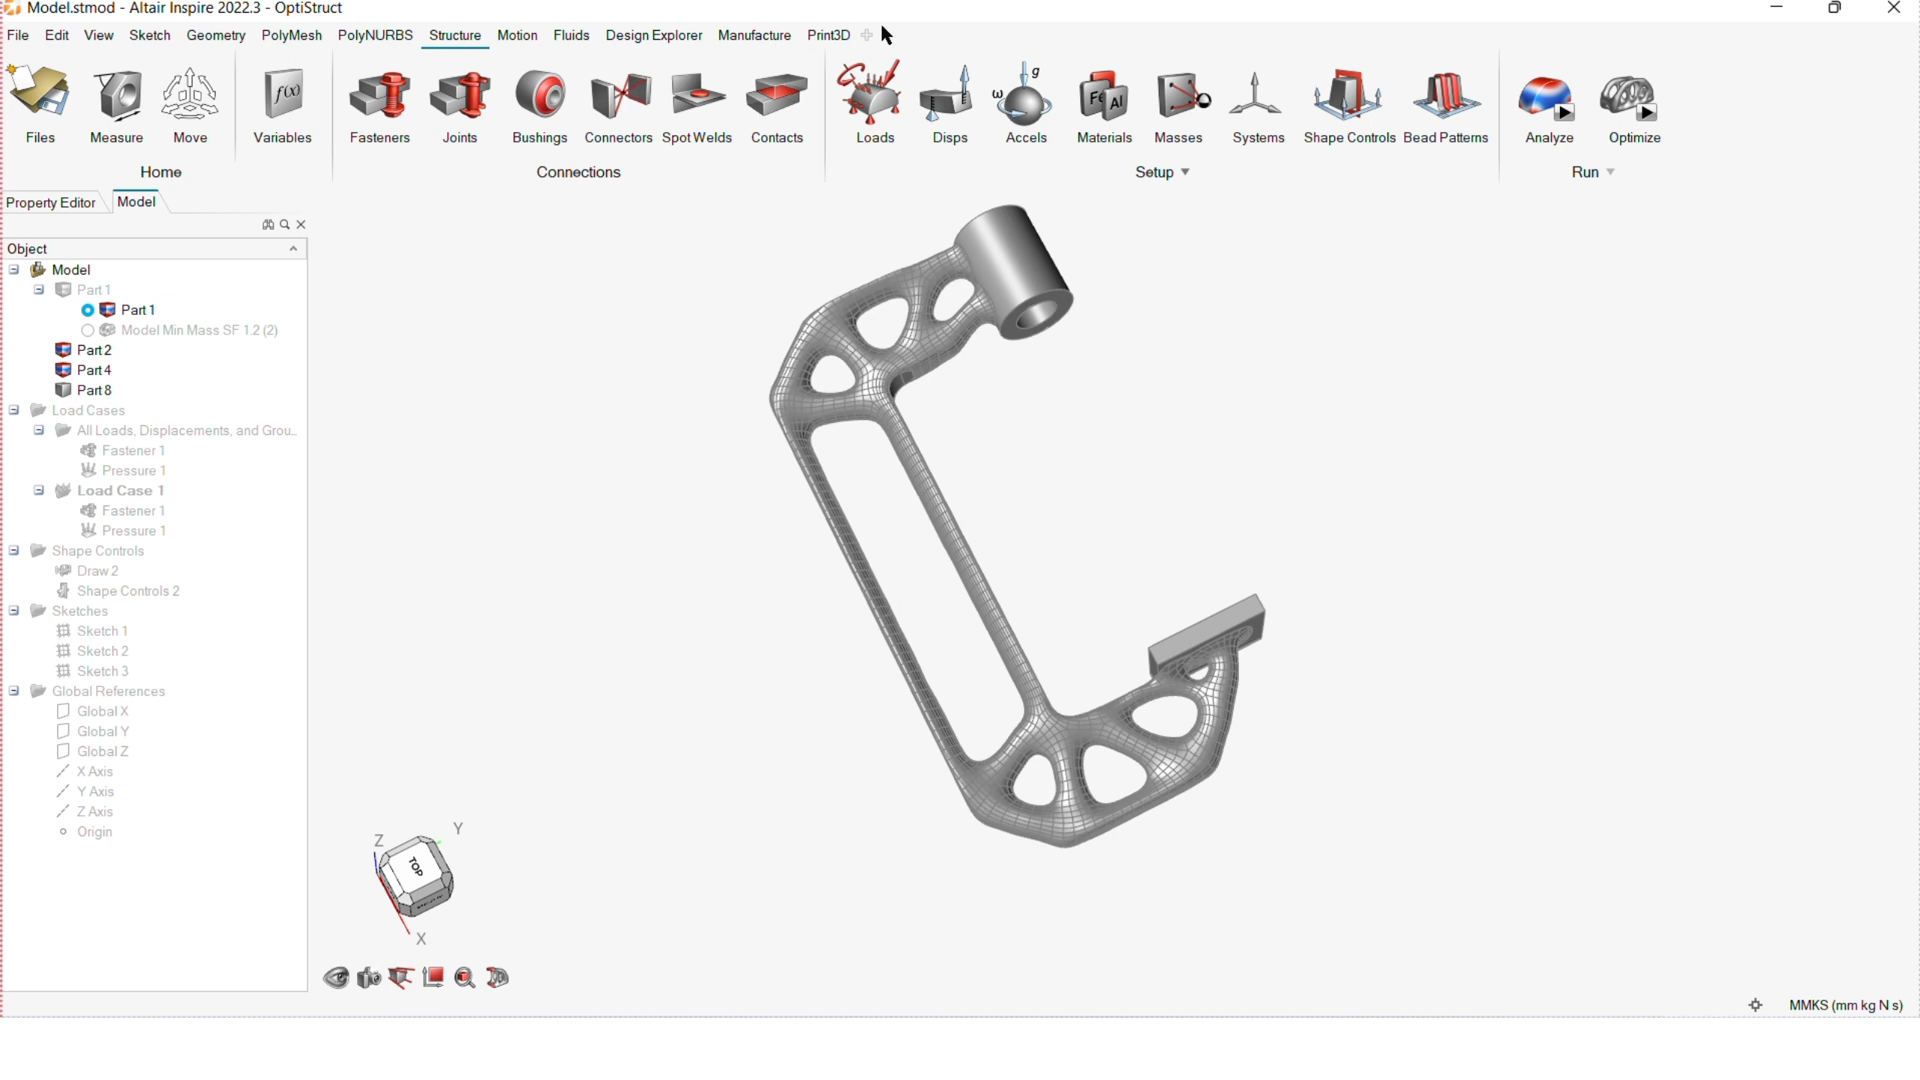 Model.stmod - Altair Inspire 2022.3 - OptiStruct
File Edit View Sketch Geometry PolyMesh PolyNURBS Structure Motion Fluids Design Explorer Manufacture Print3D
f(x) Fe Al g ω
Files Measure Move Variables Fasteners Joints Bushings Connectors Spot Welds Contacts Loads Disps Accels Materials Masses Systems Shape Controls Bead Patterns Analyze Optimize
Home Connections Setup Run
Property Editor Model
Object
Model
Part 1
Part 1
Model Min Mass SF 1.2 (2)
Part 2
Part 4
Part 8
Load Cases
All Loads, Displacements, and Grou...
Fastener 1
Pressure 1
Load Case 1
Fastener 1
Pressure 1
Shape Controls
Draw 2
Shape Controls 2
Sketches
Sketch 1
Sketch 2
Sketch 3
Global References
Global X
Global Y
Global Z
X Axis
Y Axis
Z Axis
Origin
Z Y
TOP
X
MMKS (mm kg N s)